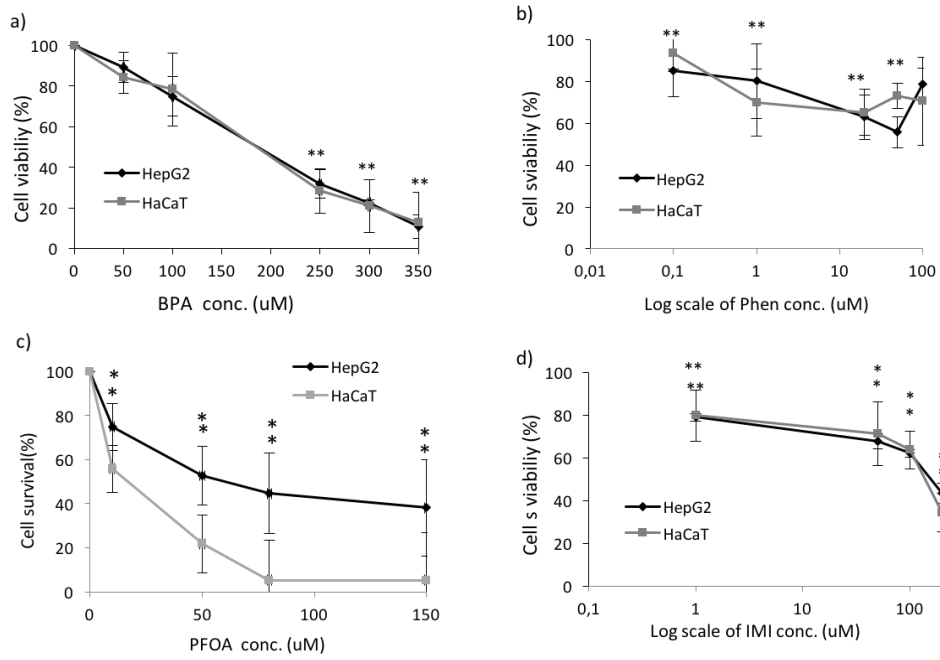 a)
Cell viabiliy (%)
120
100
80
60
40
20
0
** ** **
HepG2
HaCaT
0 50 100 150 200 250 300 350
BPA conc. (uM)
b)
Cell sviabiliy (%)
100
80
60
40
20
0
** ** ** **
HepG2
HaCaT
0,01 0,1 1 10 100
Log scale of Phen conc. (uM)
c)
Cell survival(%)
100
80
60
40
20
0
* * * *
* * * *
HepG2
HaCaT
0 50 100 150
PFOA conc. (uM)
d)
Cell s viability (%)
100
80
60
40
20
0
** * *
** * *
HepG2
HaCaT
0,1 1 10 100
Log scale of IMI conc. (uM)